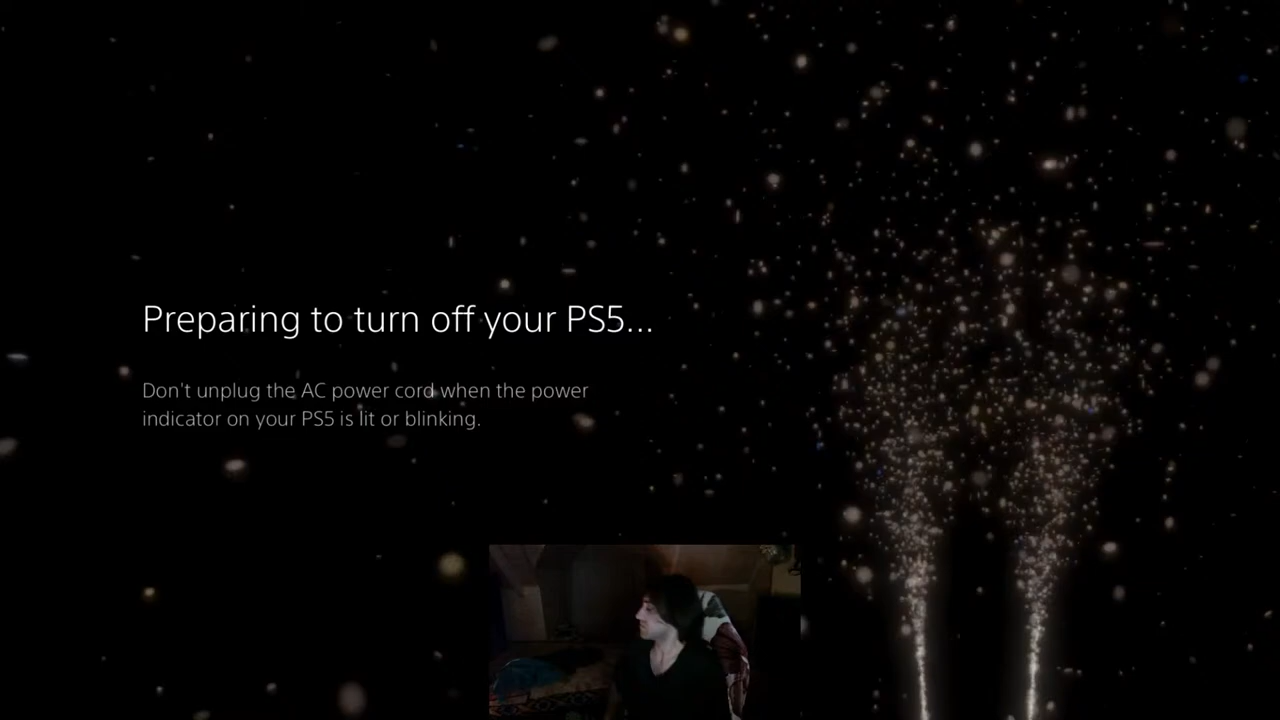 Preparing to turn off your PS5...
Don't unplug the AC power cord when the power
indicator on your PS5 is lit or blinking.